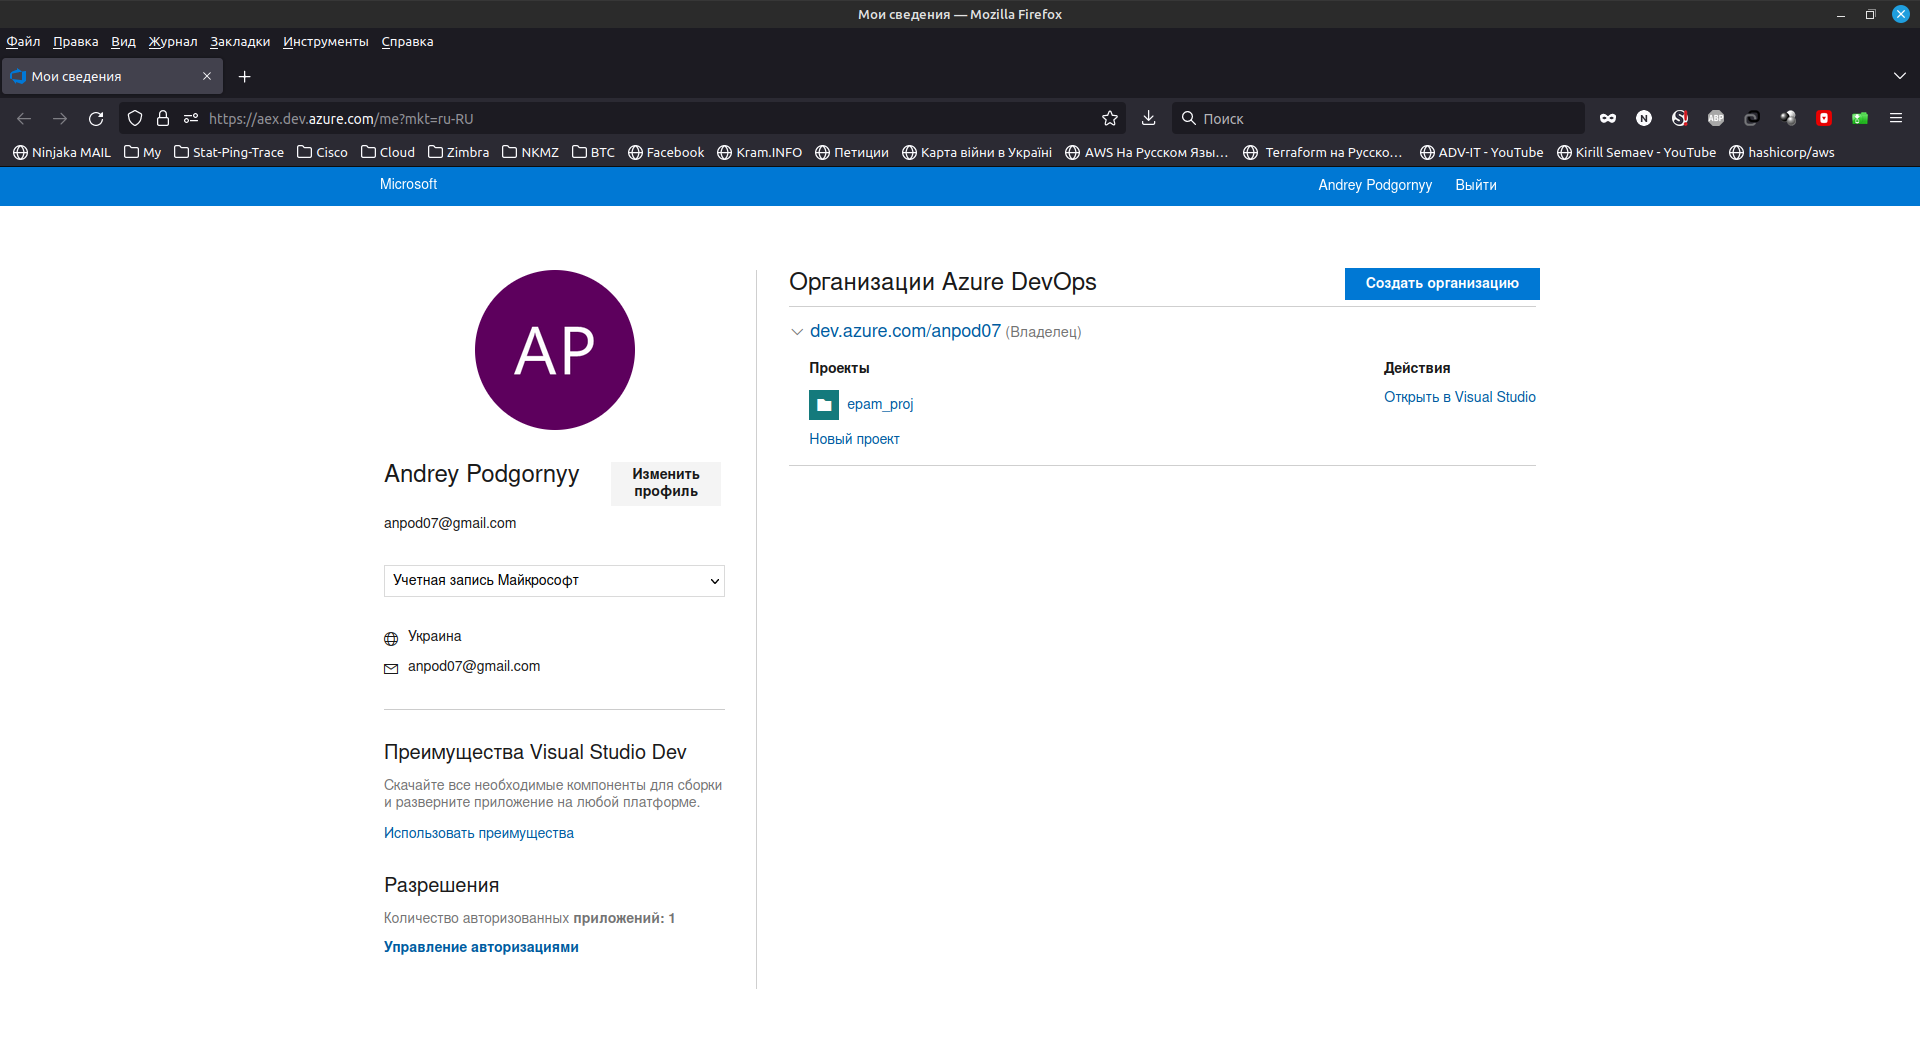 Мои сведения — Mozilla Firefox
Файл Правка Вид Журнал Закладки Инструменты Справка
Мои сведения
https://aex.dev.azure.com/me?mkt=ru-RU
Поиск
N
ABP
Ninjaka MAIL My Stat-Ping-Trace Cisco Cloud Zimbra NKMZ BTC Facebook Kram.INFO Петиции Карта війни в Україні AWS На Русском Язы… Terraform на Русско… ADV-IT - YouTube Kirill Semaev - YouTube hashicorp/aws
Microsoft
Andrey Podgornyy Выйти
AP
Andrey Podgornyy
Изменить
профиль
anpod07@gmail.com
Учетная запись Майкрософт
Украина
anpod07@gmail.com
Преимущества Visual Studio Dev
Скачайте все необходимые компоненты для сборки
и разверните приложение на любой платформе.
Использовать преимущества
Разрешения
Количество авторизованных приложений: 1
Управление авторизациями
Организации Azure DevOps
Создать организацию
dev.azure.com/anpod07 (Владелец)
Проекты
Действия
epam_proj
Открыть в Visual Studio
Новый проект